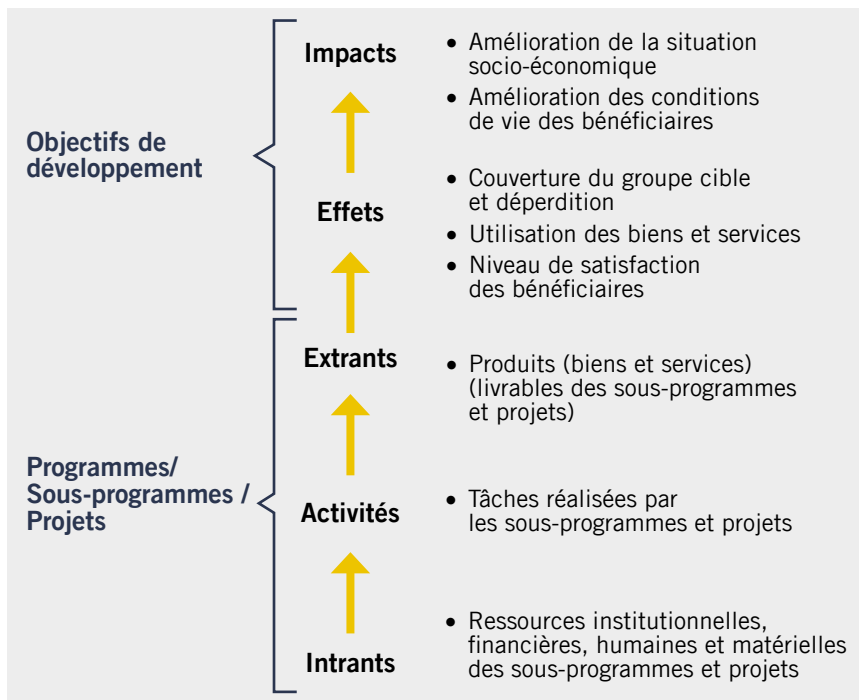 Impacts
• Amélioration de la situation
socio-économique
• Amélioration des conditions
de vie des bénéficiaires
Objectifs de
développement
Effets
• Couverture du groupe cible
et déperdition
• Utilisation des biens et services
• Niveau de satisfaction
des bénéficiaires
Extrants
• Produits (biens et services)
(livrables des sous-programmes
et projets)
Programmes/
Sous-programmes /
Projets
Activités
• Tâches réalisées par
les sous-programmes et projets
Intrants
• Ressources institutionnelles,
financières, humaines et matérielles
des sous-programmes et projets